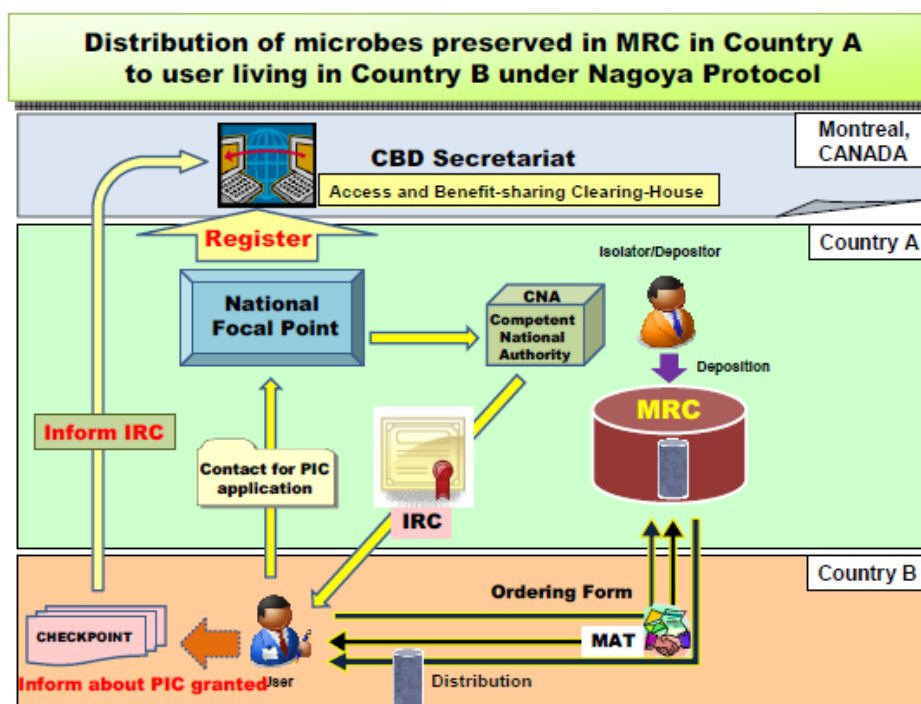 Distribution of microbes preserved in MRC in Country A
to user living in Country B under Nagoya Protocol
Montreal,
CANADA
CBD Secretariat
Access and Benefit-sharing Clearing-House
Register
Country A
Isolator/Depositor
National
Focal Point
CNA
Competent
National
Authority
Deposition
MRC
Inform IRC
Contact for PIC
application
IRC
Country B
Ordering Form
CHECKPOINT
MAT
Inform about PIC granted
User
Distribution